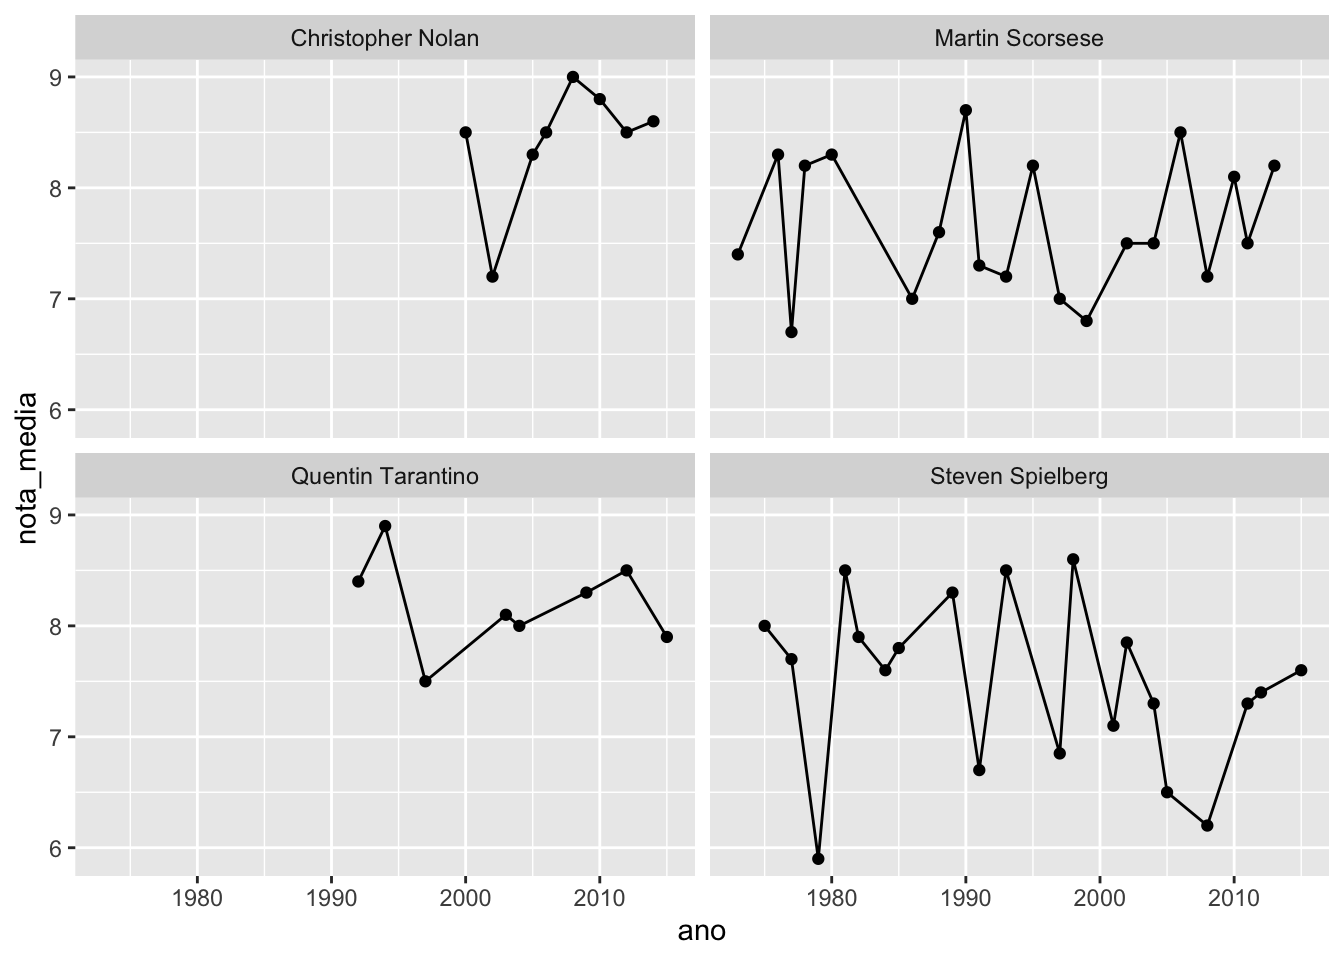 Christopher Nolan
Martin Scorsese
9
8
7
6
Quentin Tarantino
Steven Spielberg
9
8
7
6
nota_media
1980 1990 2000 2010 1980 1990 2000 2010
ano